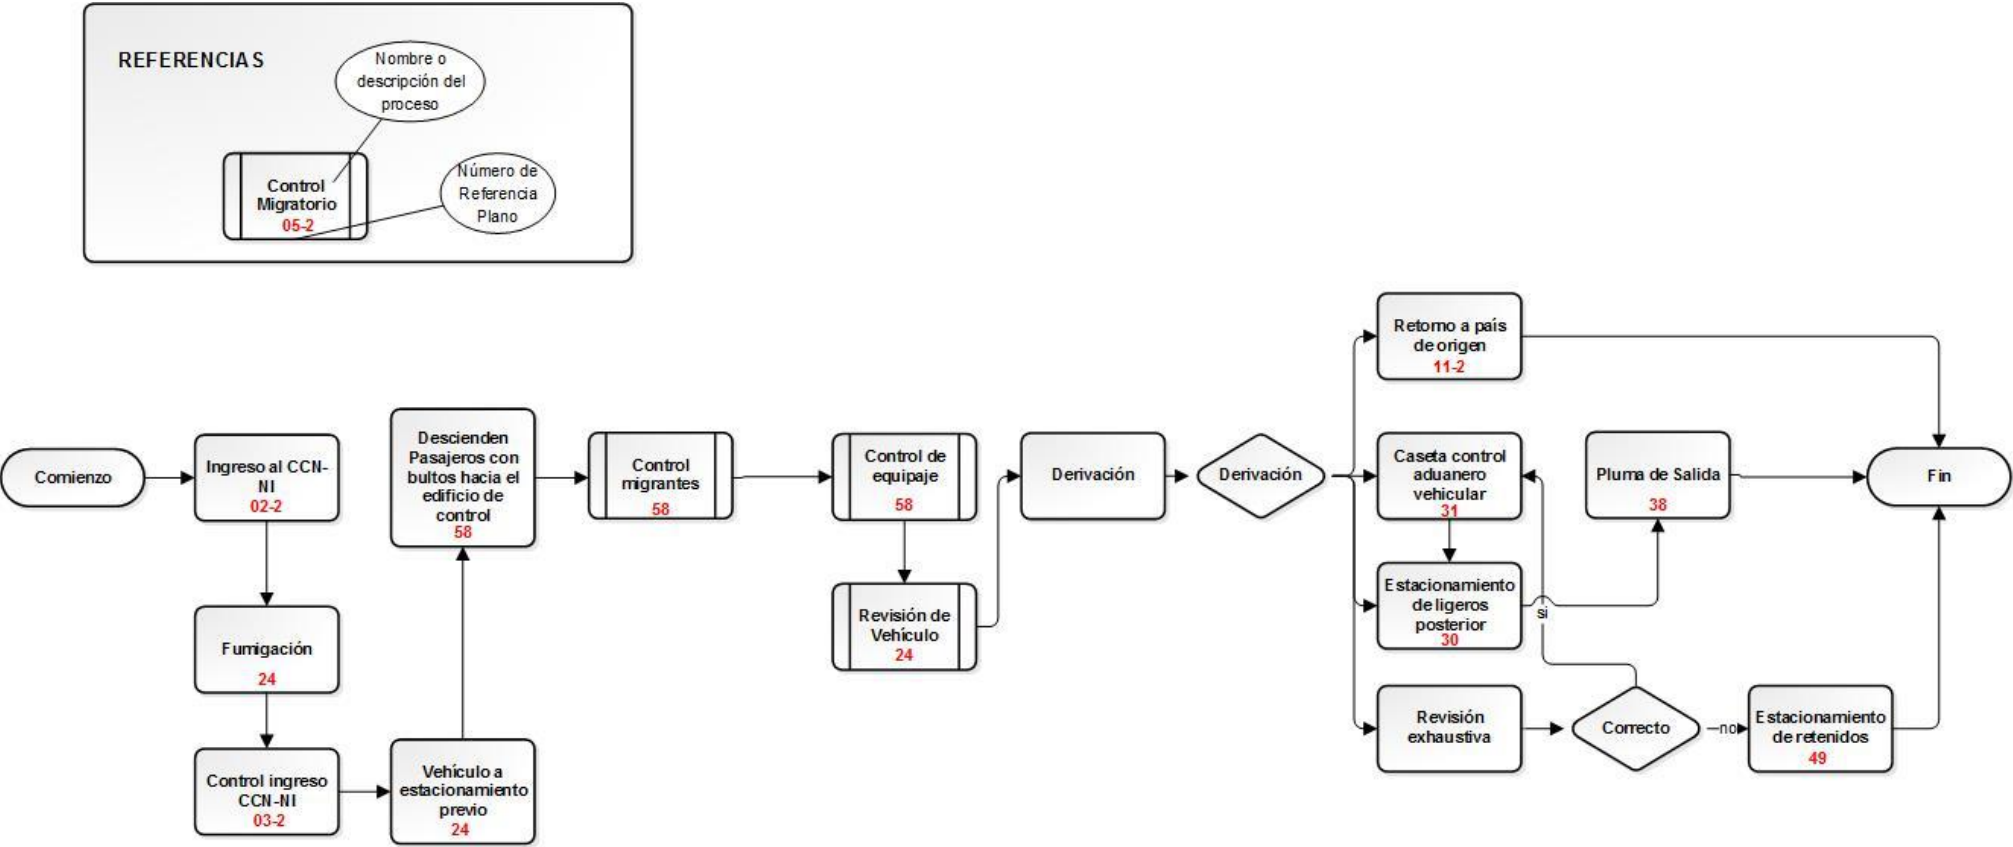 REFERENCIAS
Nombre o
descripción del
proceso
Control
Migratorio
05-2
Número de
Referencia
Plano
Comienzo
Ingreso al CCN-
NI
02-2
Fumigación
24
Control ingreso
CCN-NI
03-2
Vehículo a
estacionamiento
previo
24
Descienden
Pasajeros con
bultos hacia el
edificio de
control
58
Control
migrantes
58
Control de
equipaje
58
Revisión de
Vehículo
24
Derivación
Derivación
Retorno a país
de origen
11-2
Caseta control
aduanero
vehicular
31
Estacionamiento
de ligeros
posterior
30
Revisión
exhaustiva
si
Correcto
no
Estacionamiento
de retenidos
49
Pluma de Salida
38
Fin